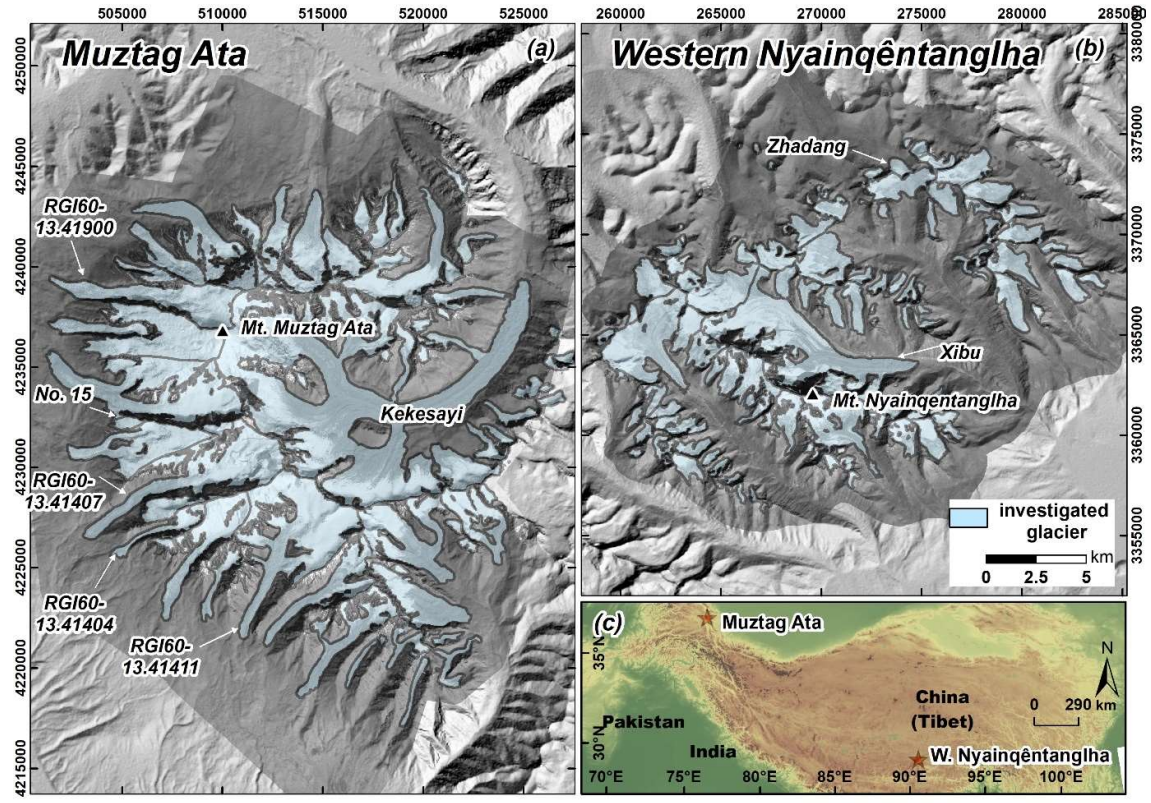 505000 510000 515000 520000 525000
Muztag Ata
(a)
4250000
4245000
4240000
4235000
4230000
4225000
4220000
4215000
RGI60-
13.41900
Mt. Muztag Ata
No. 15
Kekesayi
RGI60-
13.41407
RGI60-
13.41404
RGI60-
13.41411
260000 265000 270000 275000 280000 285000
Western Nyainqêntanglha
(b)
3380000
3375000
3370000
3365000
3360000
3355000
Zhadang
Xibu
Mt. Nyainqentanglha
investigated
glacier
km
0 2.5 5
(c)
Muztag Ata
35°N
30°N
N
China
(Tibet)
0 290 km
Pakistan
India
W. Nyainqêntanglha
70°E 75°E 80°E 85°E 90°E 95°E 100°E